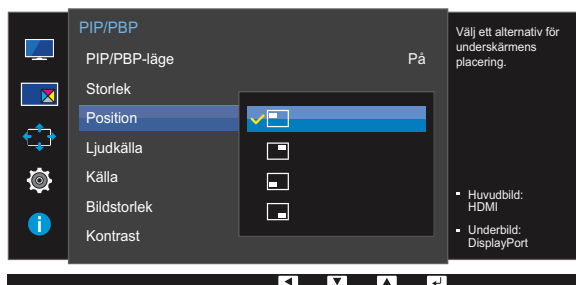 PIP/PBP
PIP/PBP-läge På
Storlek
Position
Ljudkälla
Källa
Bildstorlek
Kontrast
Välj ett alternativ för
underskärmens
placering.
Huvudbild:
HDMI
Underbild:
DisplayPort